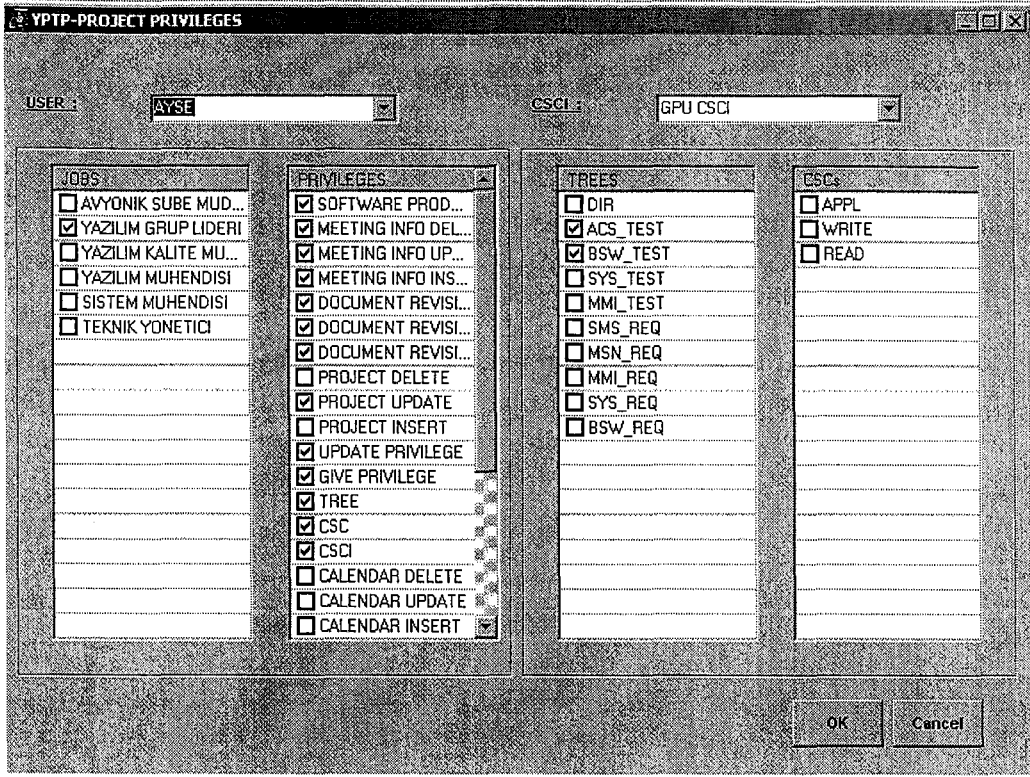 YPTP-PROJECT PRIVILEGES
USER :
AYSE
CSCI :
GPU CSCI
JOBS
AVYONIK SUBE MUD...
YAZILIM GRUP LIDERI
YAZILIM KALITE MU...
YAZILIM MUHENDISI
SISTEM MUHENDISI
TEKNIK YONETICI
PRIVILEGES
SOFTWARE PROD...
MEETING INFO DEL...
MEETING INFO UP...
MEETING INFO INS...
DOCUMENT REVISI...
DOCUMENT REVISI...
DOCUMENT REVISI...
PROJECT DELETE
PROJECT UPDATE
PROJECT INSERT
UPDATE PRIVILEGE
GIVE PRIVILEGE
TREE
CSC
CSCI
CALENDAR DELETE
CALENDAR UPDATE
CALENDAR INSERT
TREES
DIR
ACS_TEST
BSW_TEST
SYS_TEST
MMI_TEST
SMS_REQ
MSN_REQ
MMI_REQ
SYS_REQ
BSW_REQ
CSCs
APPL
WRITE
READ
OK
Cancel